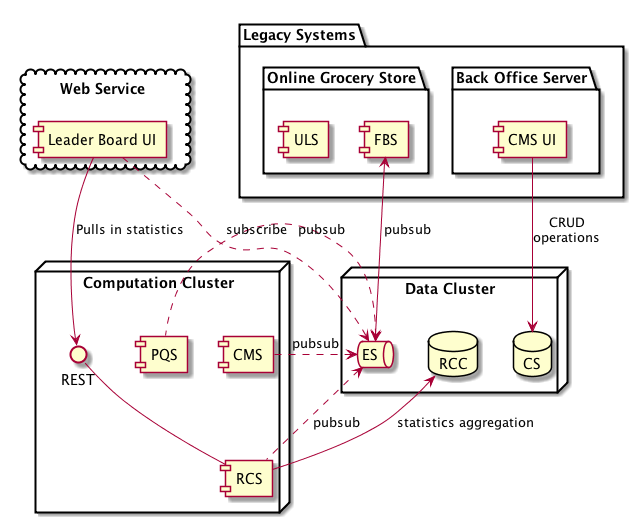 Legacy Systems
Online Grocery Store
Back Office Server
Web Service
Leader Board UI
ULS
FBS
CMS UI
Pulls in statistics
subscribe
pubsub
pubsub
CRUD
operations
Computation Cluster
Data Cluster
PQS
CMS
pubsub
ES
RCC
CS
REST
pubsub
statistics aggregation
RCS